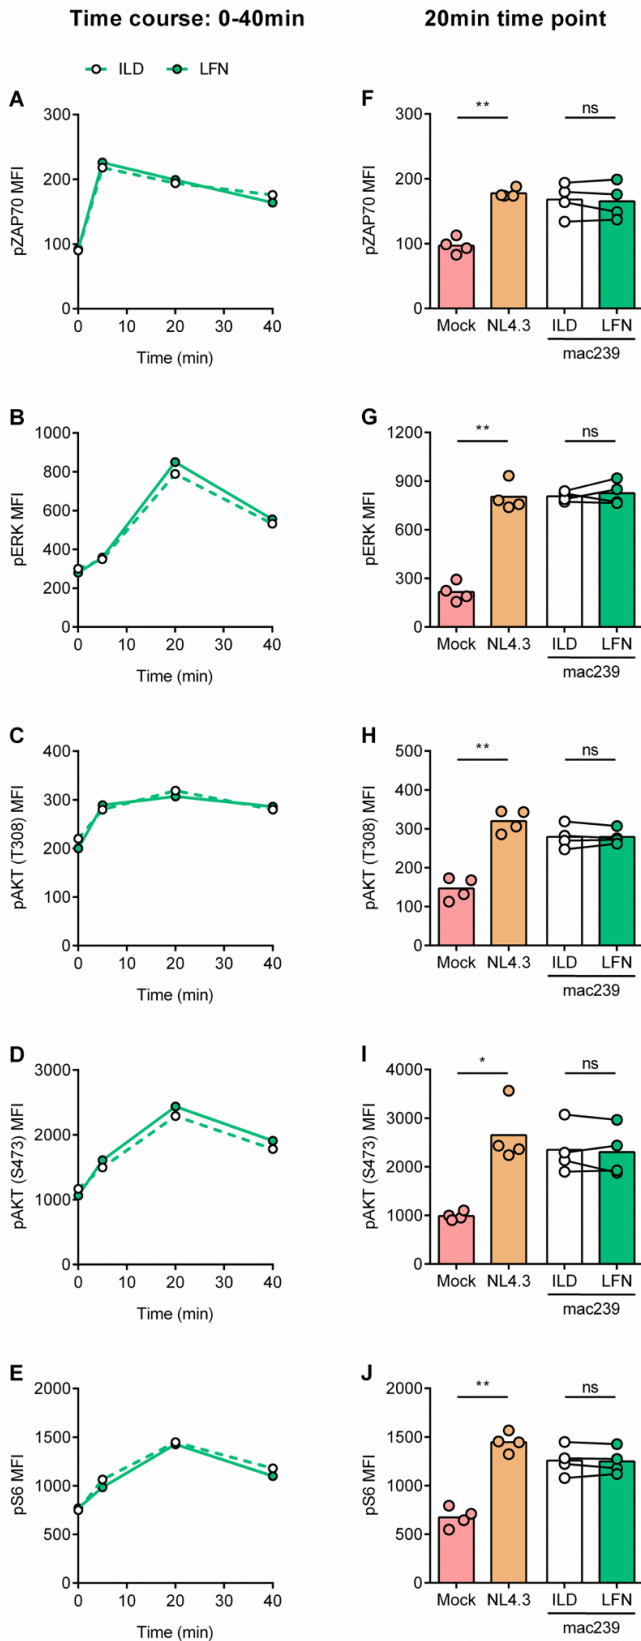 Time course: 0-40min
20min time point
ILD LFN
A
300
200
100
0
pZAP70 MFI
0 10 20 30 40
Time (min)
F
**
ns
300
200
100
0
pZAP70 MFI
Mock NL4.3 ILD LFN
mac239
B
1000
800
600
400
200
0
pERK MFI
0 10 20 30 40
Time (min)
G
**
ns
1200
900
600
300
0
pERK MFI
Mock NL4.3 ILD LFN
mac239
C
400
300
200
100
0
pAKT (T308) MFI
0 10 20 30 40
Time (min)
H
**
ns
500
400
300
200
100
0
pAKT (T308) MFI
Mock NL4.3 ILD LFN
mac239
D
3000
2000
1000
0
pAKT (S473) MFI
0 10 20 30 40
Time (min)
I
*
ns
4000
3000
2000
1000
0
pAKT (S473) MFI
Mock NL4.3 ILD LFN
mac239
E
2000
1500
1000
500
0
pS6 MFI
0 10 20 30 40
Time (min)
J
**
ns
2000
1500
1000
500
0
pS6 MFI
Mock NL4.3 ILD LFN
mac239